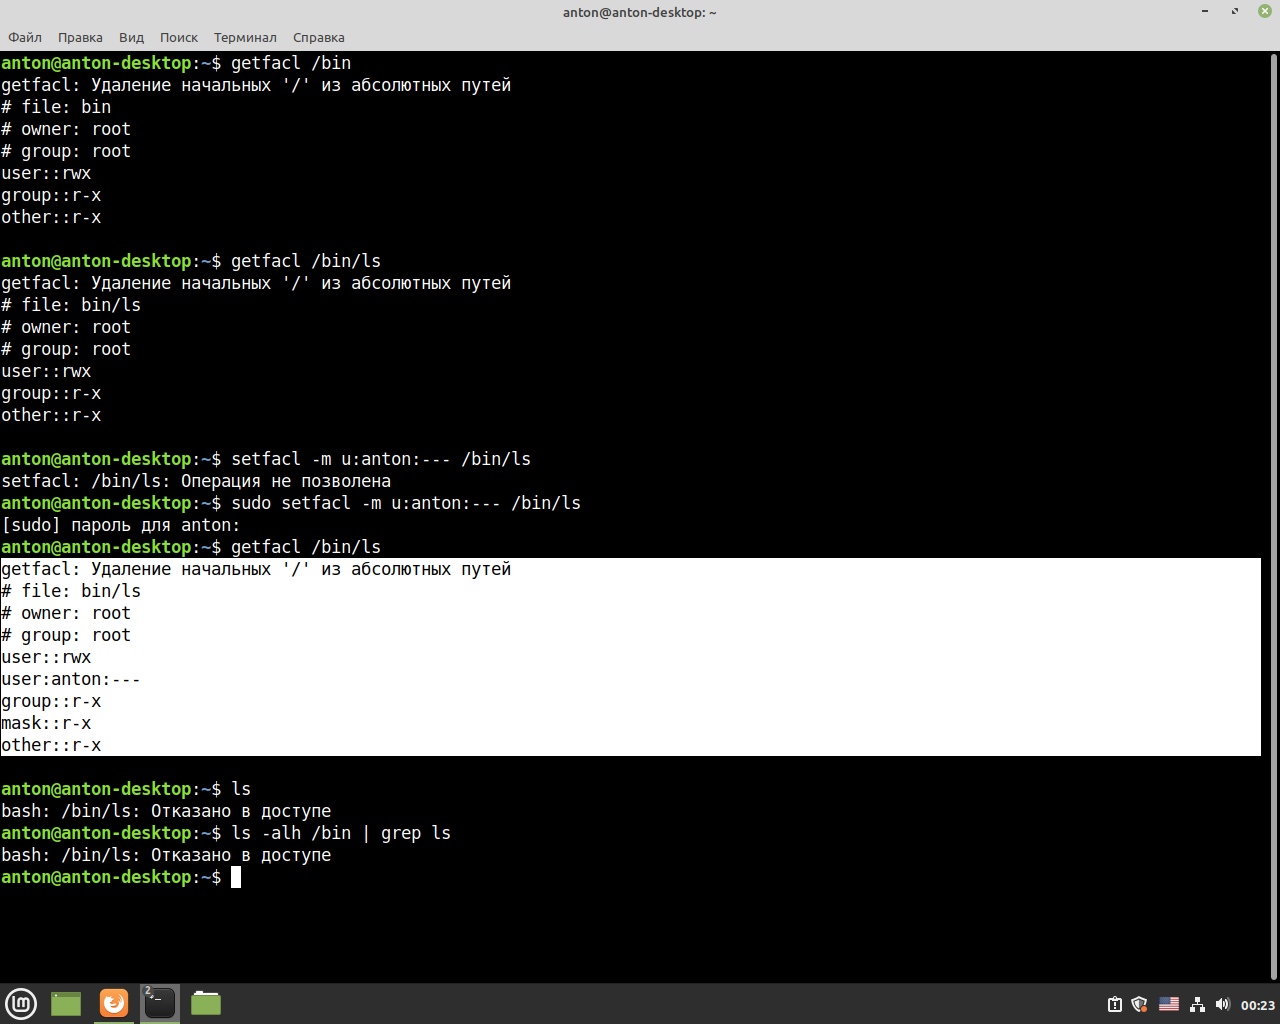 anton@anton-desktop: ~
Файл Правка Вид Поиск Терминал Справка
anton@anton-desktop:~$ getfacl /bin
getfacl: Удаление начальных '/' из абсолютных путей
# file: bin
# owner: root
# group: root
user::rwx
group::r-x
other::r-x
anton@anton-desktop:~$ getfacl /bin/ls
getfacl: Удаление начальных '/' из абсолютных путей
# file: bin/ls
# owner: root
# group: root
user::rwx
group::r-x
other::r-x
anton@anton-desktop:~$ setfacl -m u:anton:--- /bin/ls
setfacl: /bin/ls: Операция не позволена
anton@anton-desktop:~$ sudo setfacl -m u:anton:--- /bin/ls
[sudo] пароль для anton:
anton@anton-desktop:~$ getfacl /bin/ls
getfacl: Удаление начальных '/' из абсолютных путей
# file: bin/ls
# owner: root
# group: root
user::rwx
user:anton:---
group::r-x
mask::r-x
other::r-x
anton@anton-desktop:~$ ls
bash: /bin/ls: Отказано в доступе
anton@anton-desktop:~$ ls -alh /bin | grep ls
bash: /bin/ls: Отказано в доступе
anton@anton-desktop:~$
2
00:23